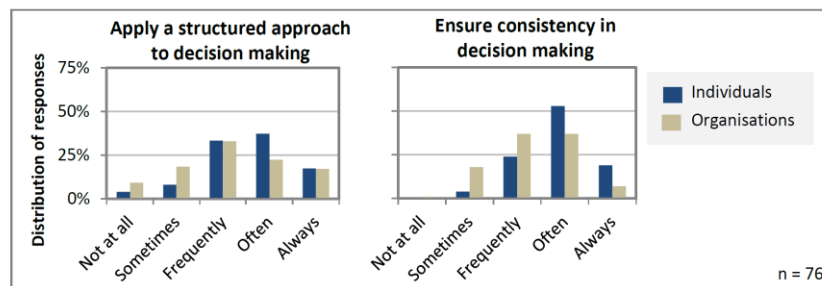 Apply a structured approach
to decision making
Ensure consistency in
decision making
Distribution of responses
75%
50%
25%
0%
Not at all
Sometimes
Frequently
Often
Always
Not at all
Sometimes
Frequently
Often
Always
Individuals
Organisations
n = 76